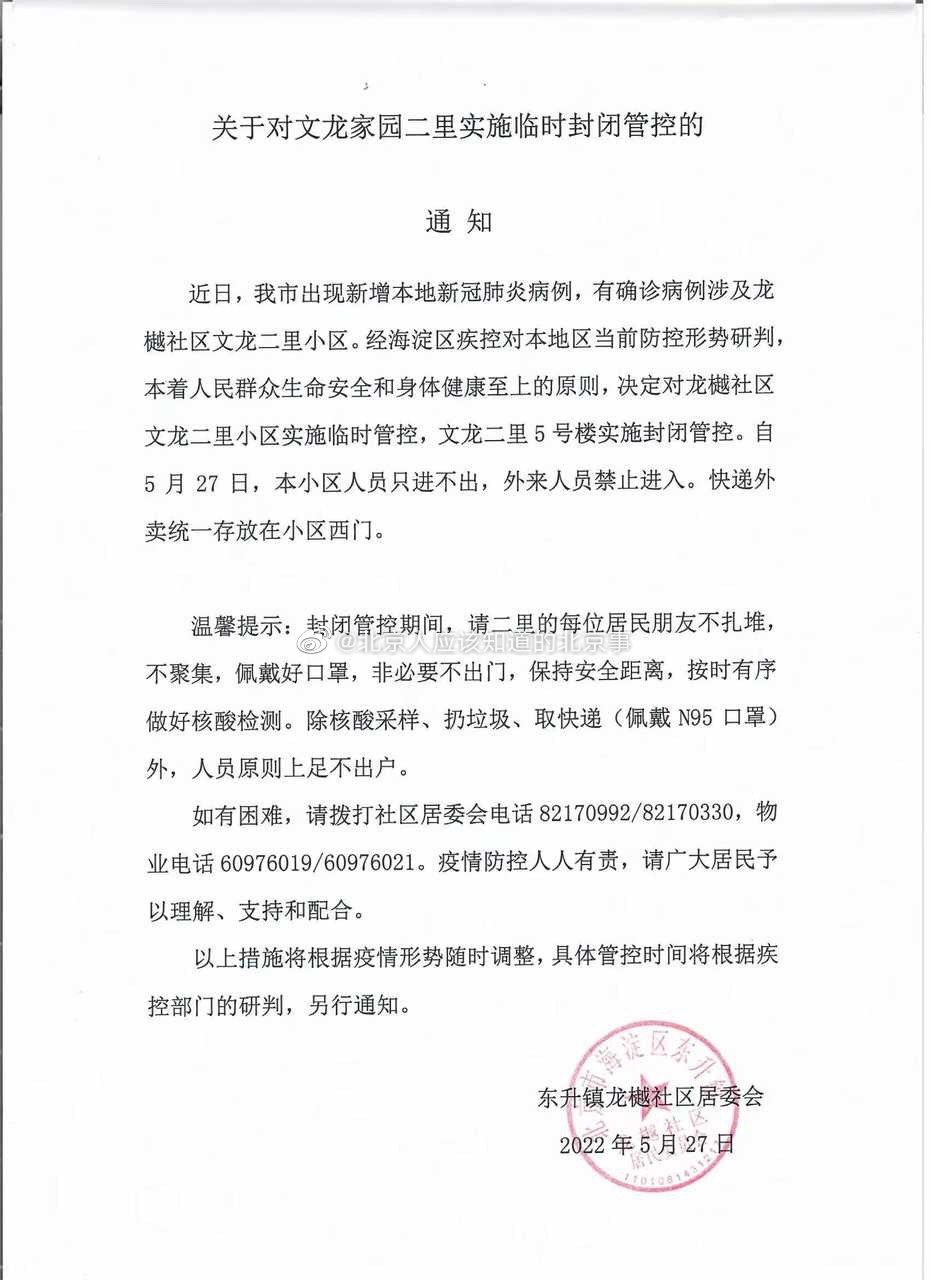 关于对文龙家园二里实施临时封闭管控的
通 知
近日，我市出现新增本地新冠肺炎病例，有确诊病例涉及龙
樾社区文龙二里小区。经海淀区疾控对本地区当前防控形势研判，
本着人民群众生命安全和身体健康至上的原则，决定对龙樾社区
文龙二里小区实施临时管控，文龙二里 5 号楼实施封闭管控。自
5 月 27 日，本小区人员只进不出，外来人员禁止进入。快递外
卖统一存放在小区西门。
温馨提示：封闭管控期间，请二里的每位居民朋友不扎堆，
@北京人应该知道的北京事
不聚集，佩戴好口罩，非必要不出门，保持安全距离，按时有序
做好核酸检测。除核酸采样、扔垃圾、取快递（佩戴 N95 口罩）
外，人员原则上足不出户。
如有困难，请拨打社区居委会电话 82170992/82170330，物
业电话 60976019/60976021。疫情防控人人有责，请广大居民予
以理解、支持和配合。
以上措施将根据疫情形势随时调整，具体管控时间将根据疾
控部门的研判，另行通知。
北京市海淀区东升镇
东升镇龙樾社区居委会
樾社区
2022 年 5 月 27 日
居民